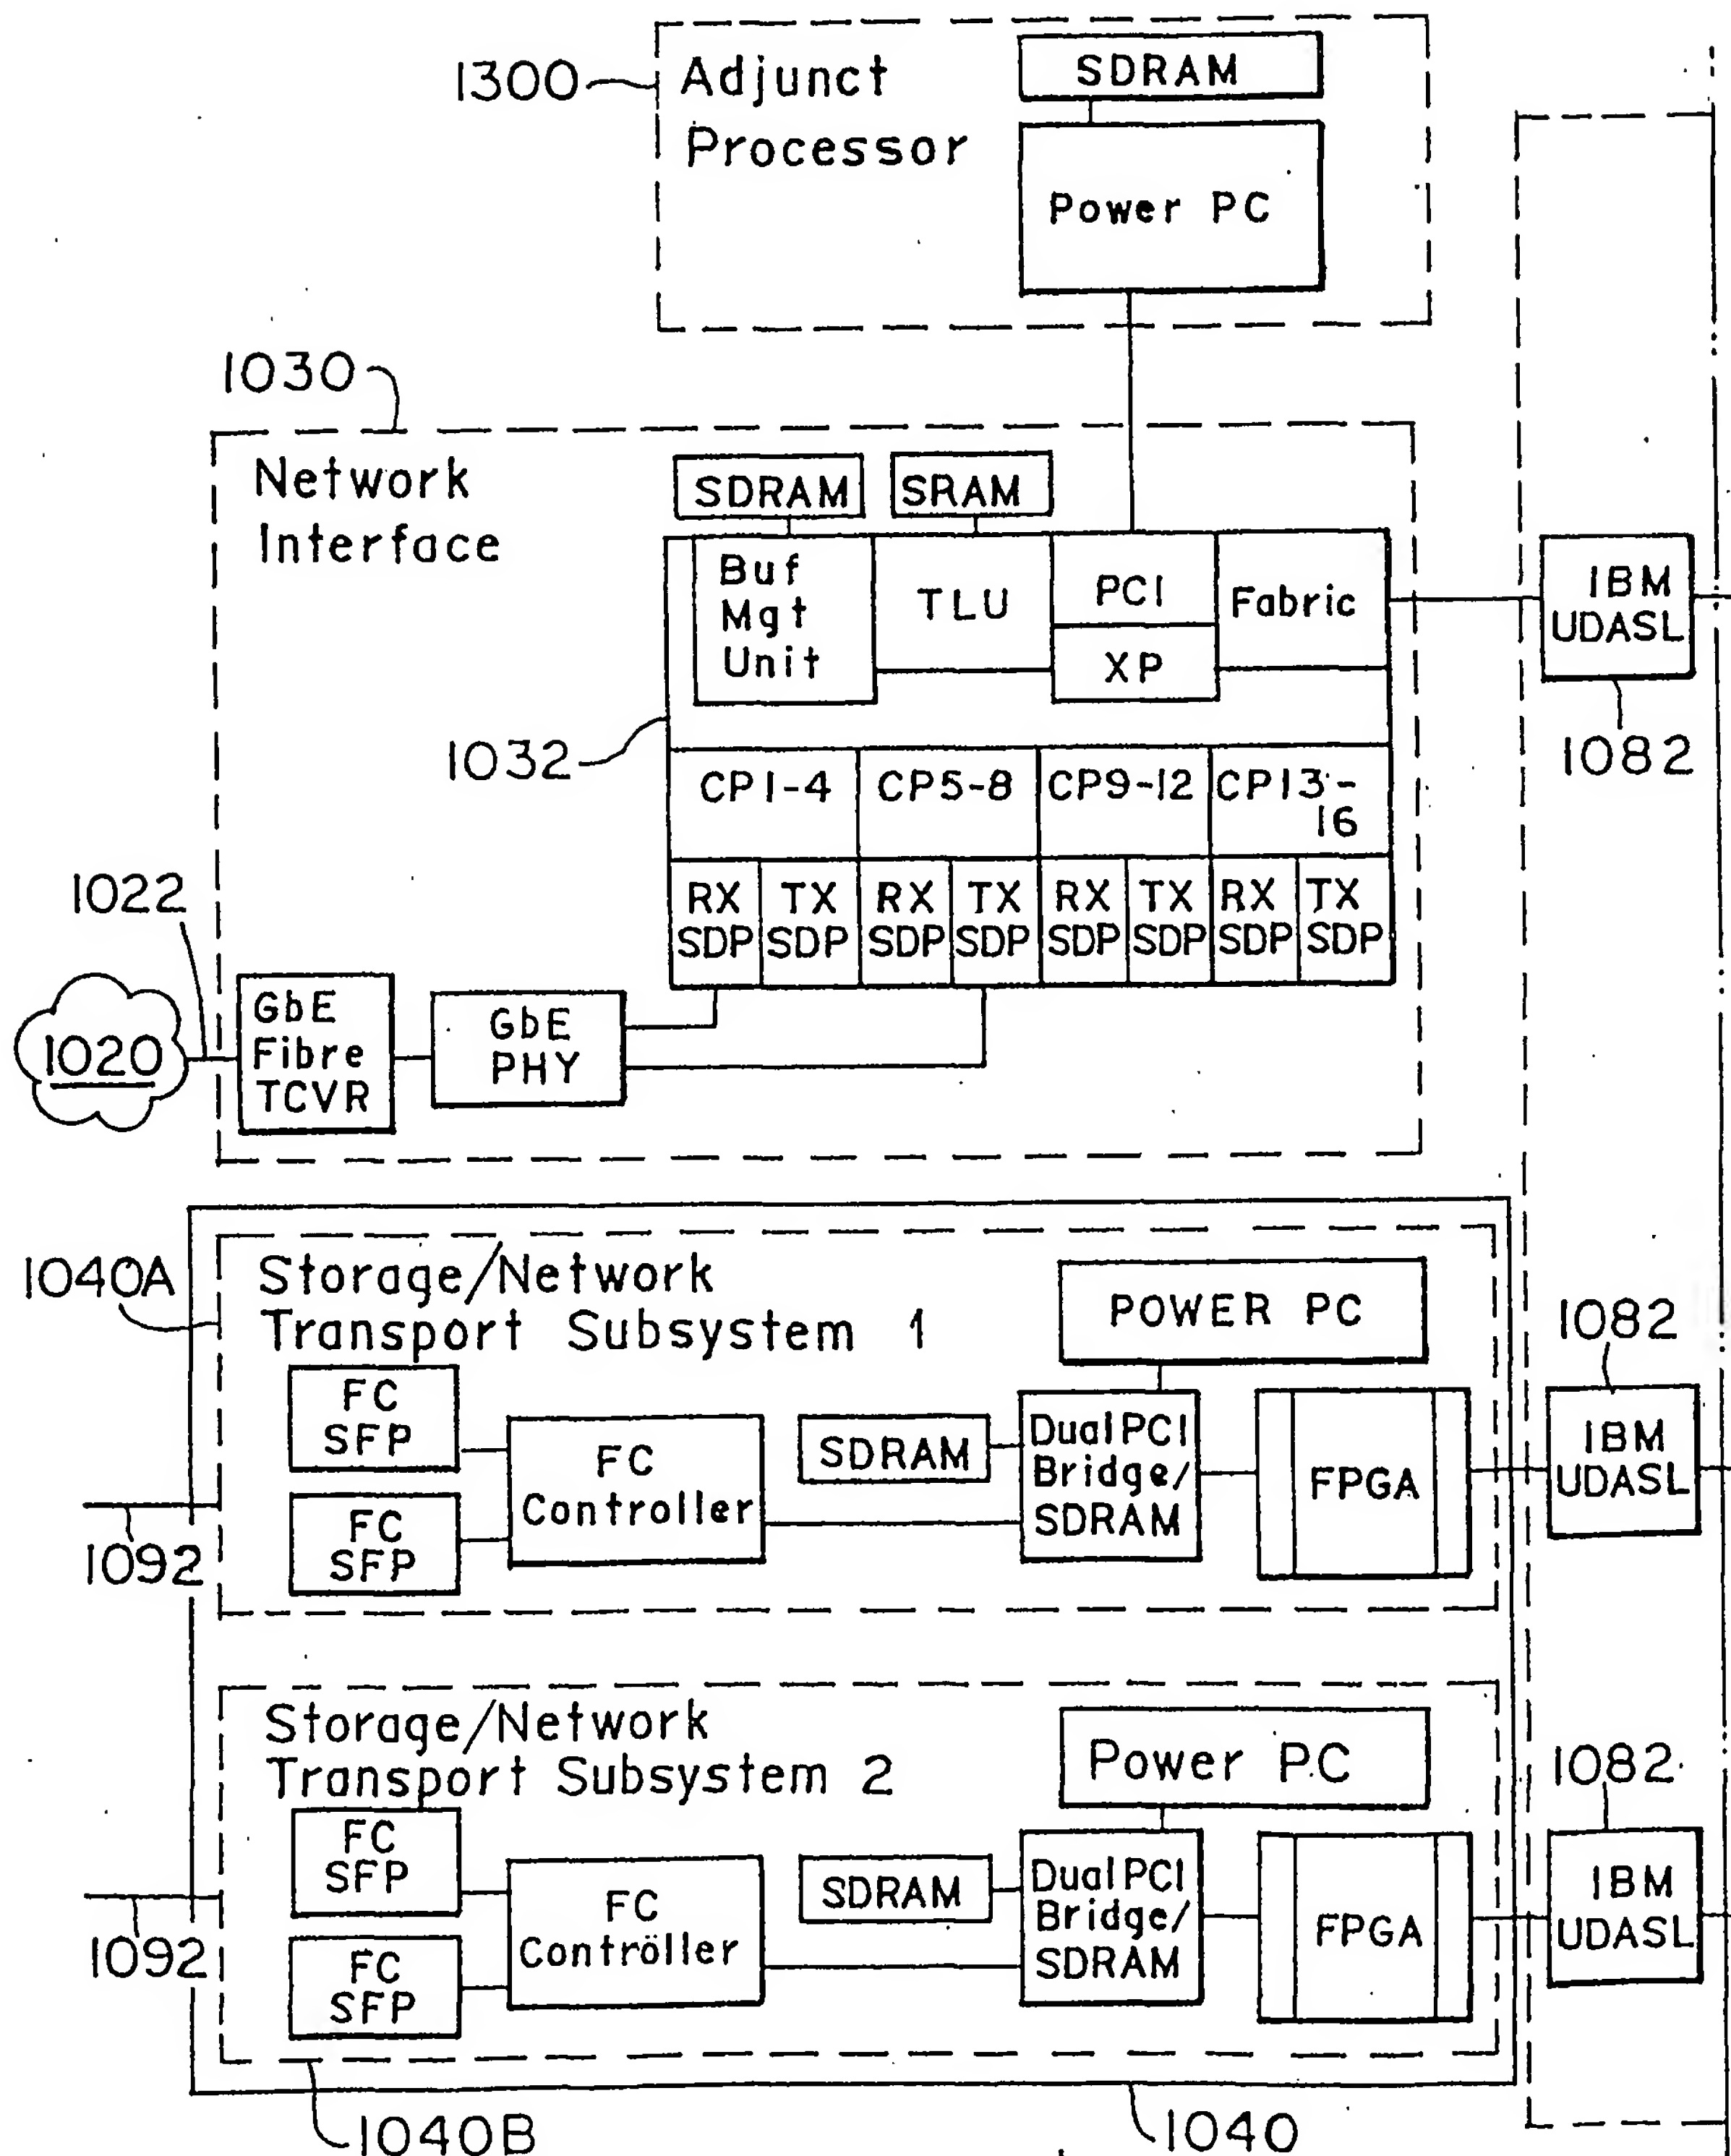 1300
Adjunct
Processor
SDRAM
Power PC
1030
Network
Interface
SDRAM
SRAM
Buf
Mgt
Unit
TLU
PCI
XP
Fabric
IBM
UDASL
1082
1032
CP1-4
CP5-8
CP9-12
CP13-
16
RX
SDP
TX
SDP
RX
SDP
TX
SDP
RX
SDP
TX
SDP
RX
SDP
TX
SDP
1022
1020
GbE
Fibre
TCVR
GbE
PHY
1040A
Storage/Network
Transport Subsystem 1
POWER PC
1082
FC
SFP
FC
SFP
FC
Controller
SDRAM
Dual PCI
Bridge/
SDRAM
FPGA
IBM
UDASL
1092
Storage/Network
Transport Subsystem 2
Power PC
1082
FC
SFP
FC
SFP
FC
Controller
SDRAM
Dual PCI
Bridge/
SDRAM
FPGA
IBM
UDASL
1092
1040B
1040